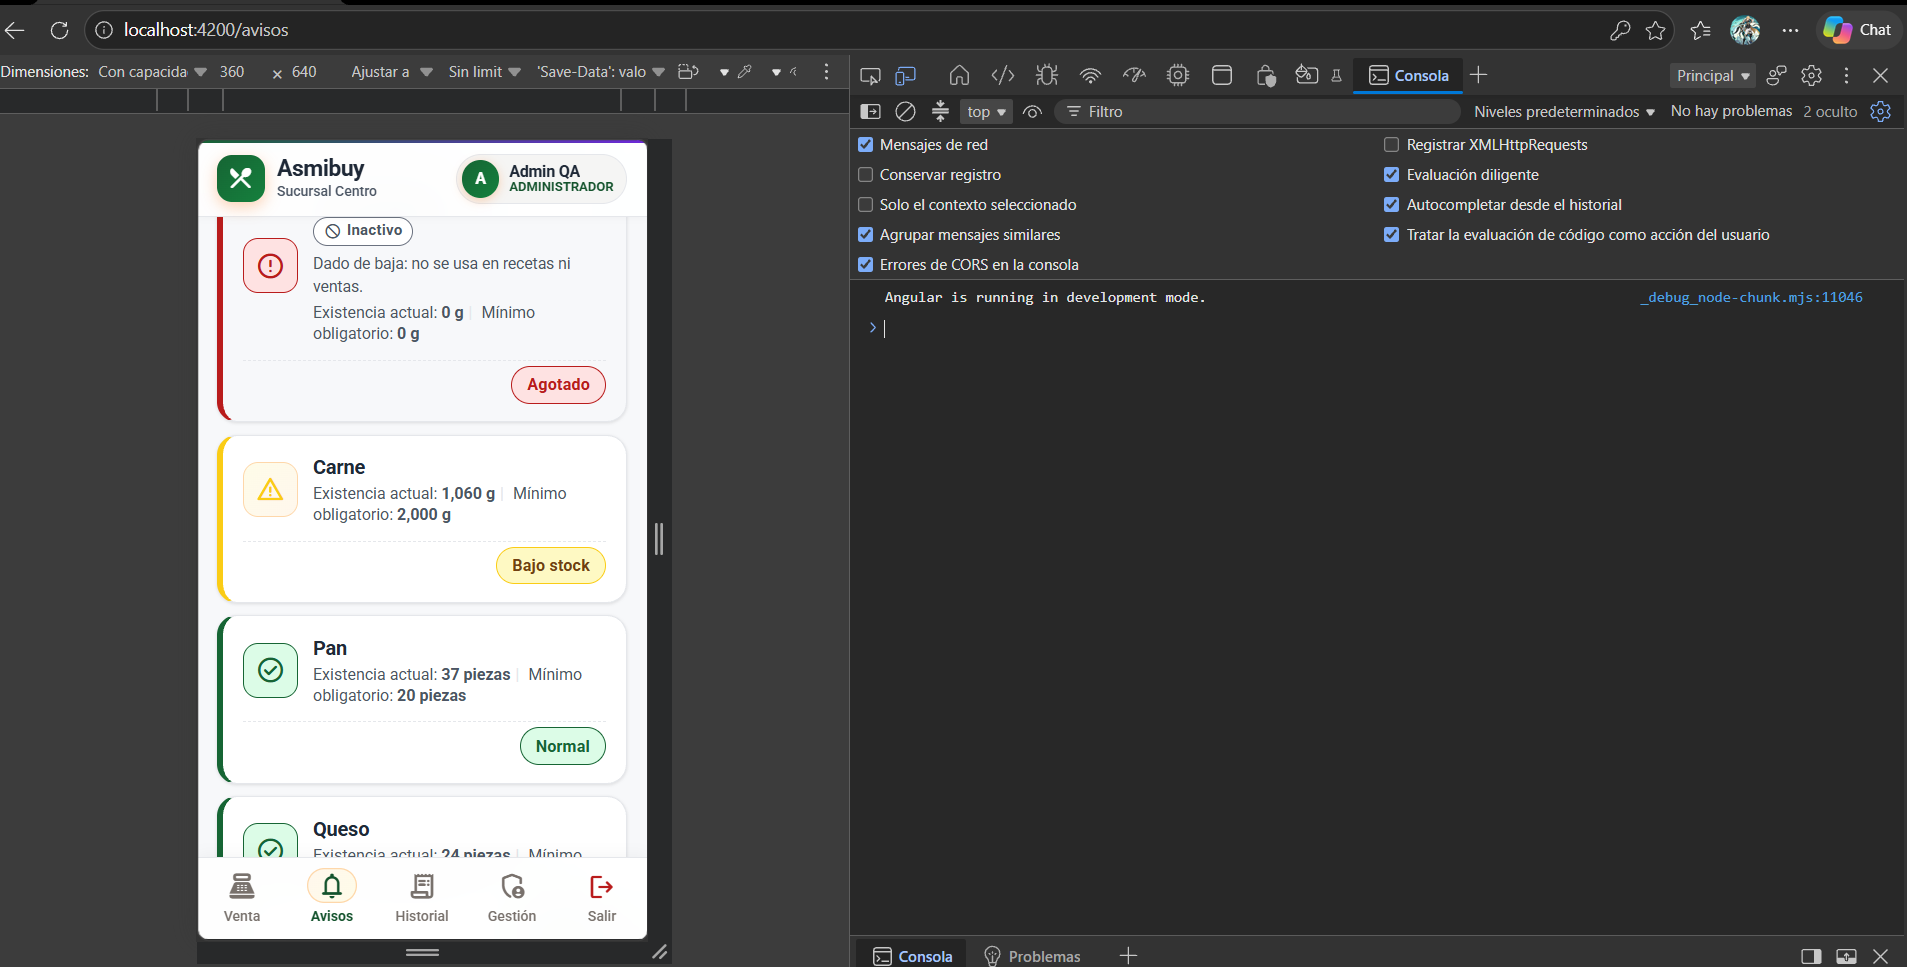 localhost:4200/avisos
Chat
Dimensiones: Con capacida 360 × 640 Ajustar a Sin limit 'Save-Data': valo
Consola
Principal
top
Filtro
Niveles predeterminados
No hay problemas
2 oculto
Mensajes de red
Registrar XMLHttpRequests
Conservar registro
Evaluación diligente
Solo el contexto seleccionado
Autocompletar desde el historial
Agrupar mensajes similares
Tratar la evaluación de código como acción del usuario
Errores de CORS en la consola
Angular is running in development mode.
_debug_node-chunk.mjs:11046
Asmibuy
Sucursal Centro
A
Admin QA
ADMINISTRADOR
Inactivo
Dado de baja: no se usa en recetas ni
ventas.
Existencia actual: 0 g | Mínimo
obligatorio: 0 g
Agotado
Carne
Existencia actual: 1,060 g | Mínimo
obligatorio: 2,000 g
Bajo stock
Pan
Existencia actual: 37 piezas | Mínimo
obligatorio: 20 piezas
Normal
Queso
Existencia actual: 24 piezas | Mínimo
Venta
Avisos
Historial
Gestión
Salir
Consola
Problemas